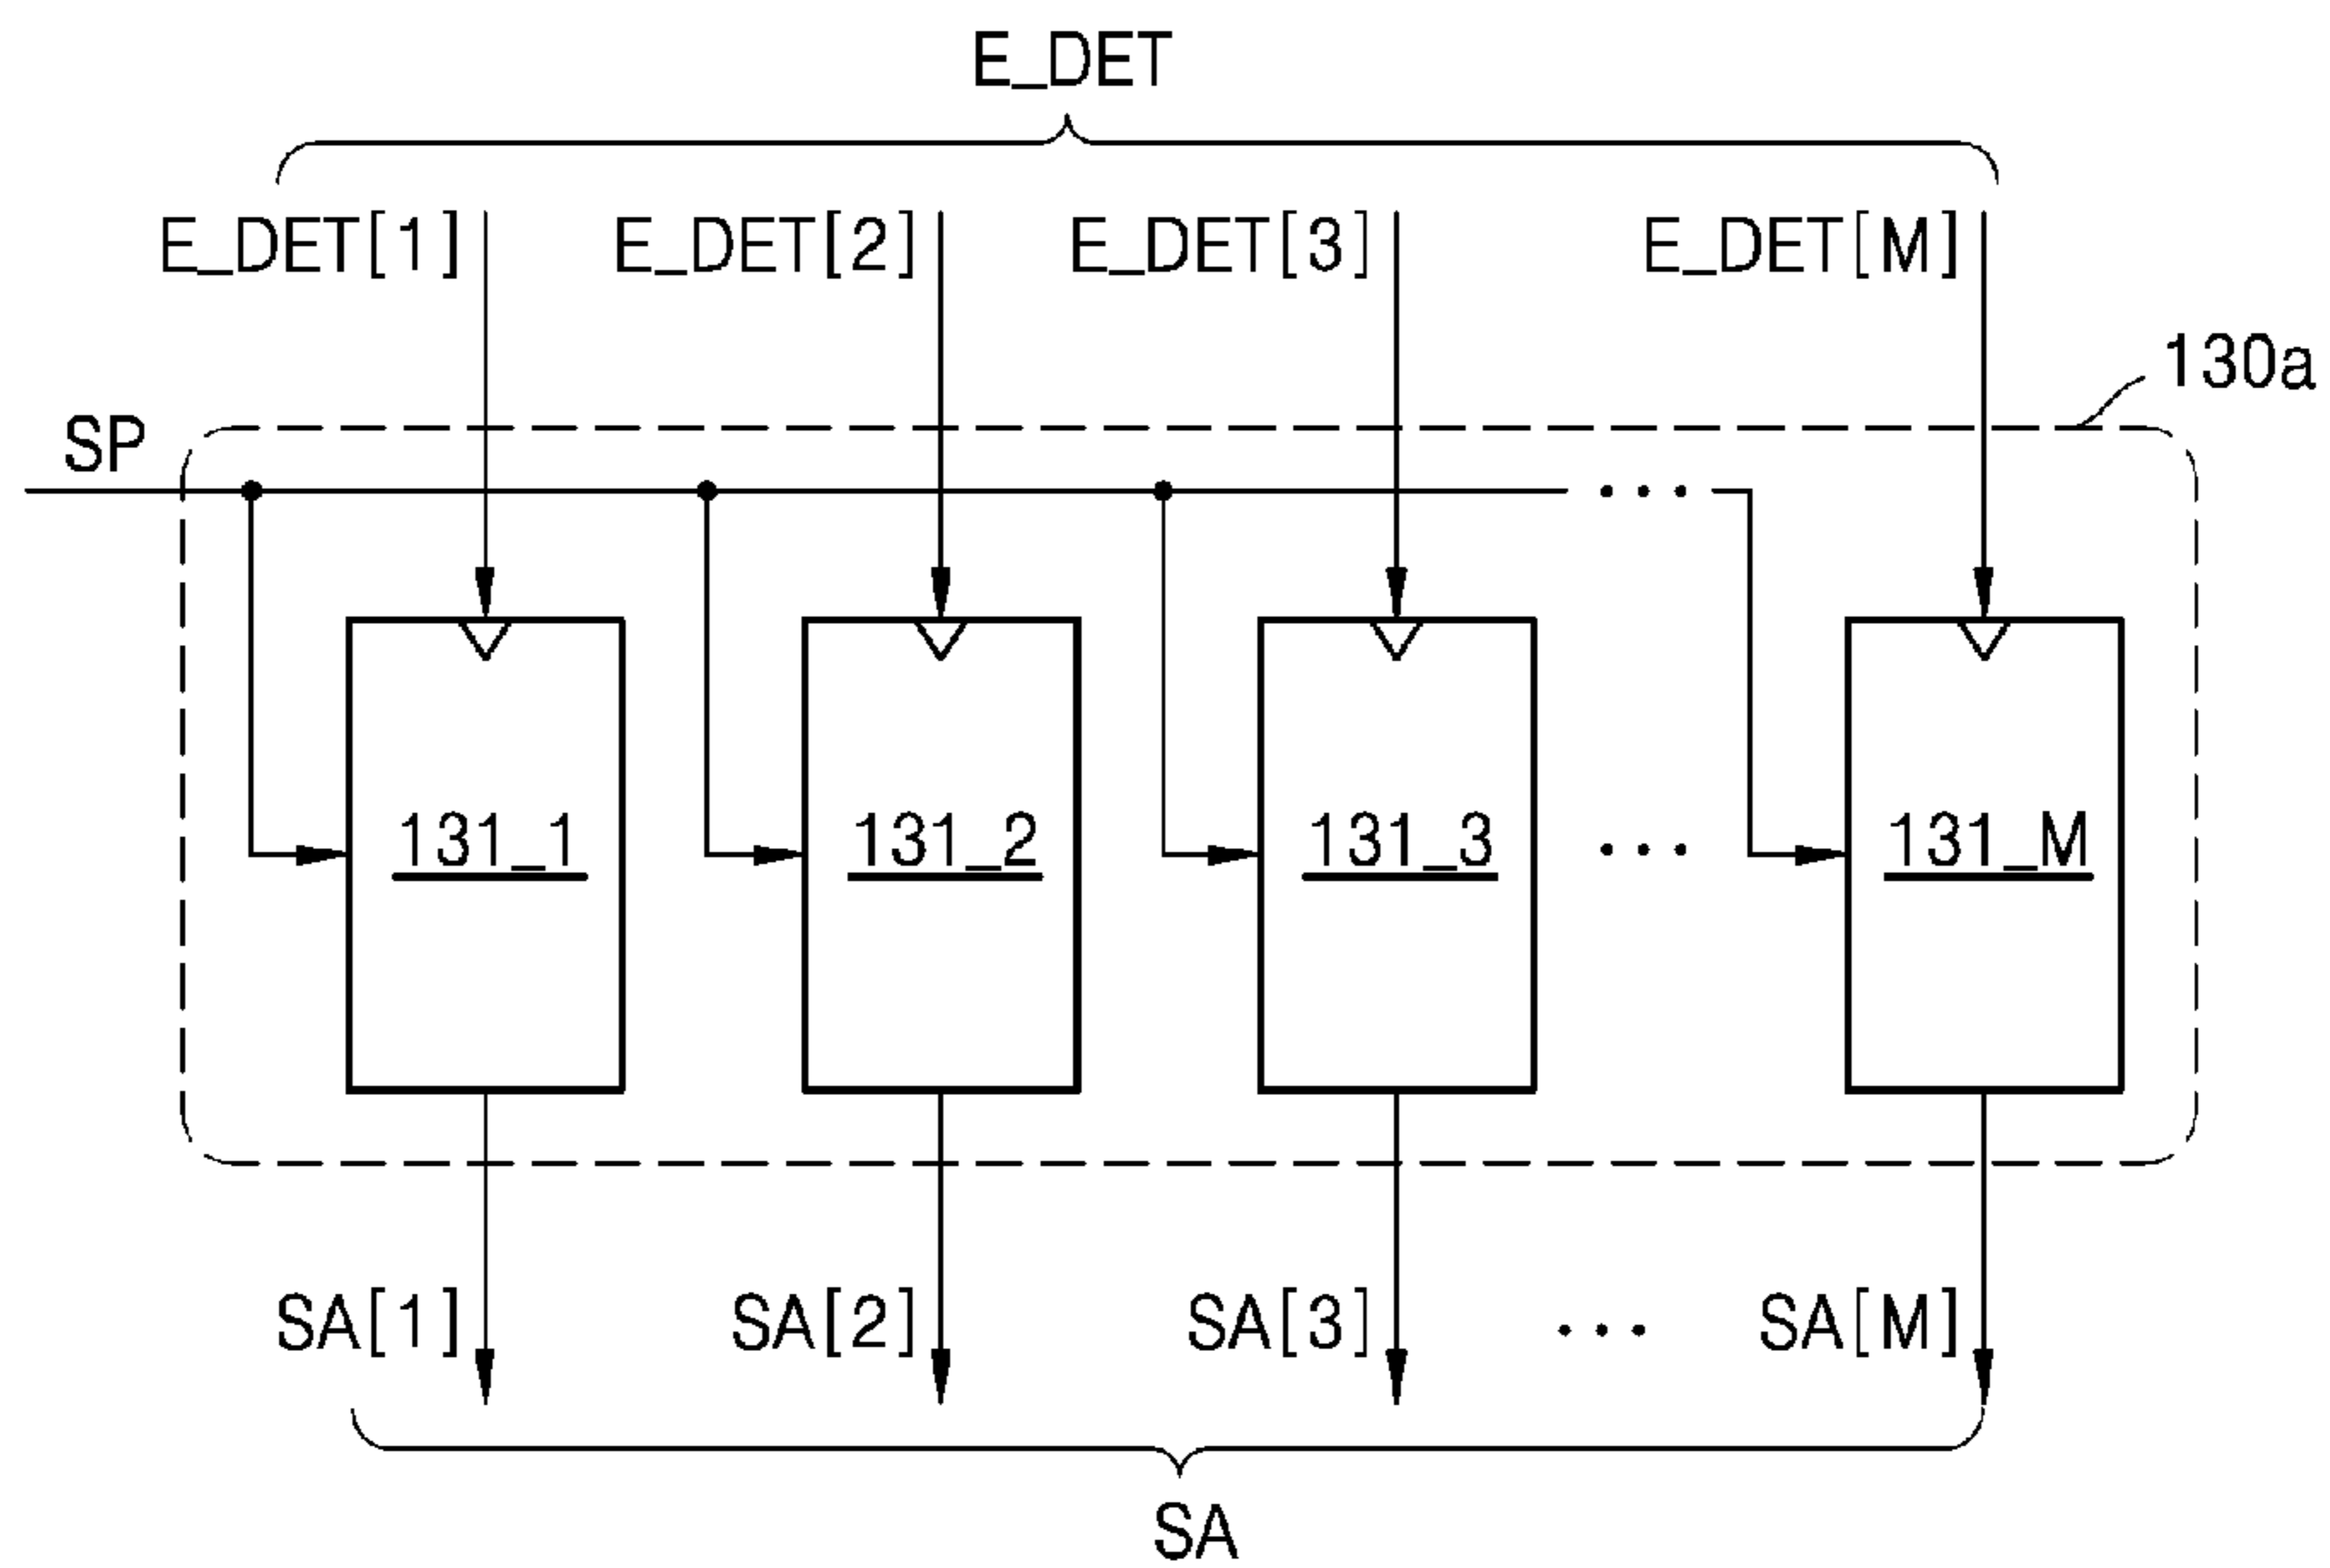 E_DET
E_DET[1] E_DET[2] E_DET[3] E_DET[M]
130a
SP
...
131_1 131_2 131_3 ... 131_M
SA[1] SA[2] SA[3] ... SA[M]
SA